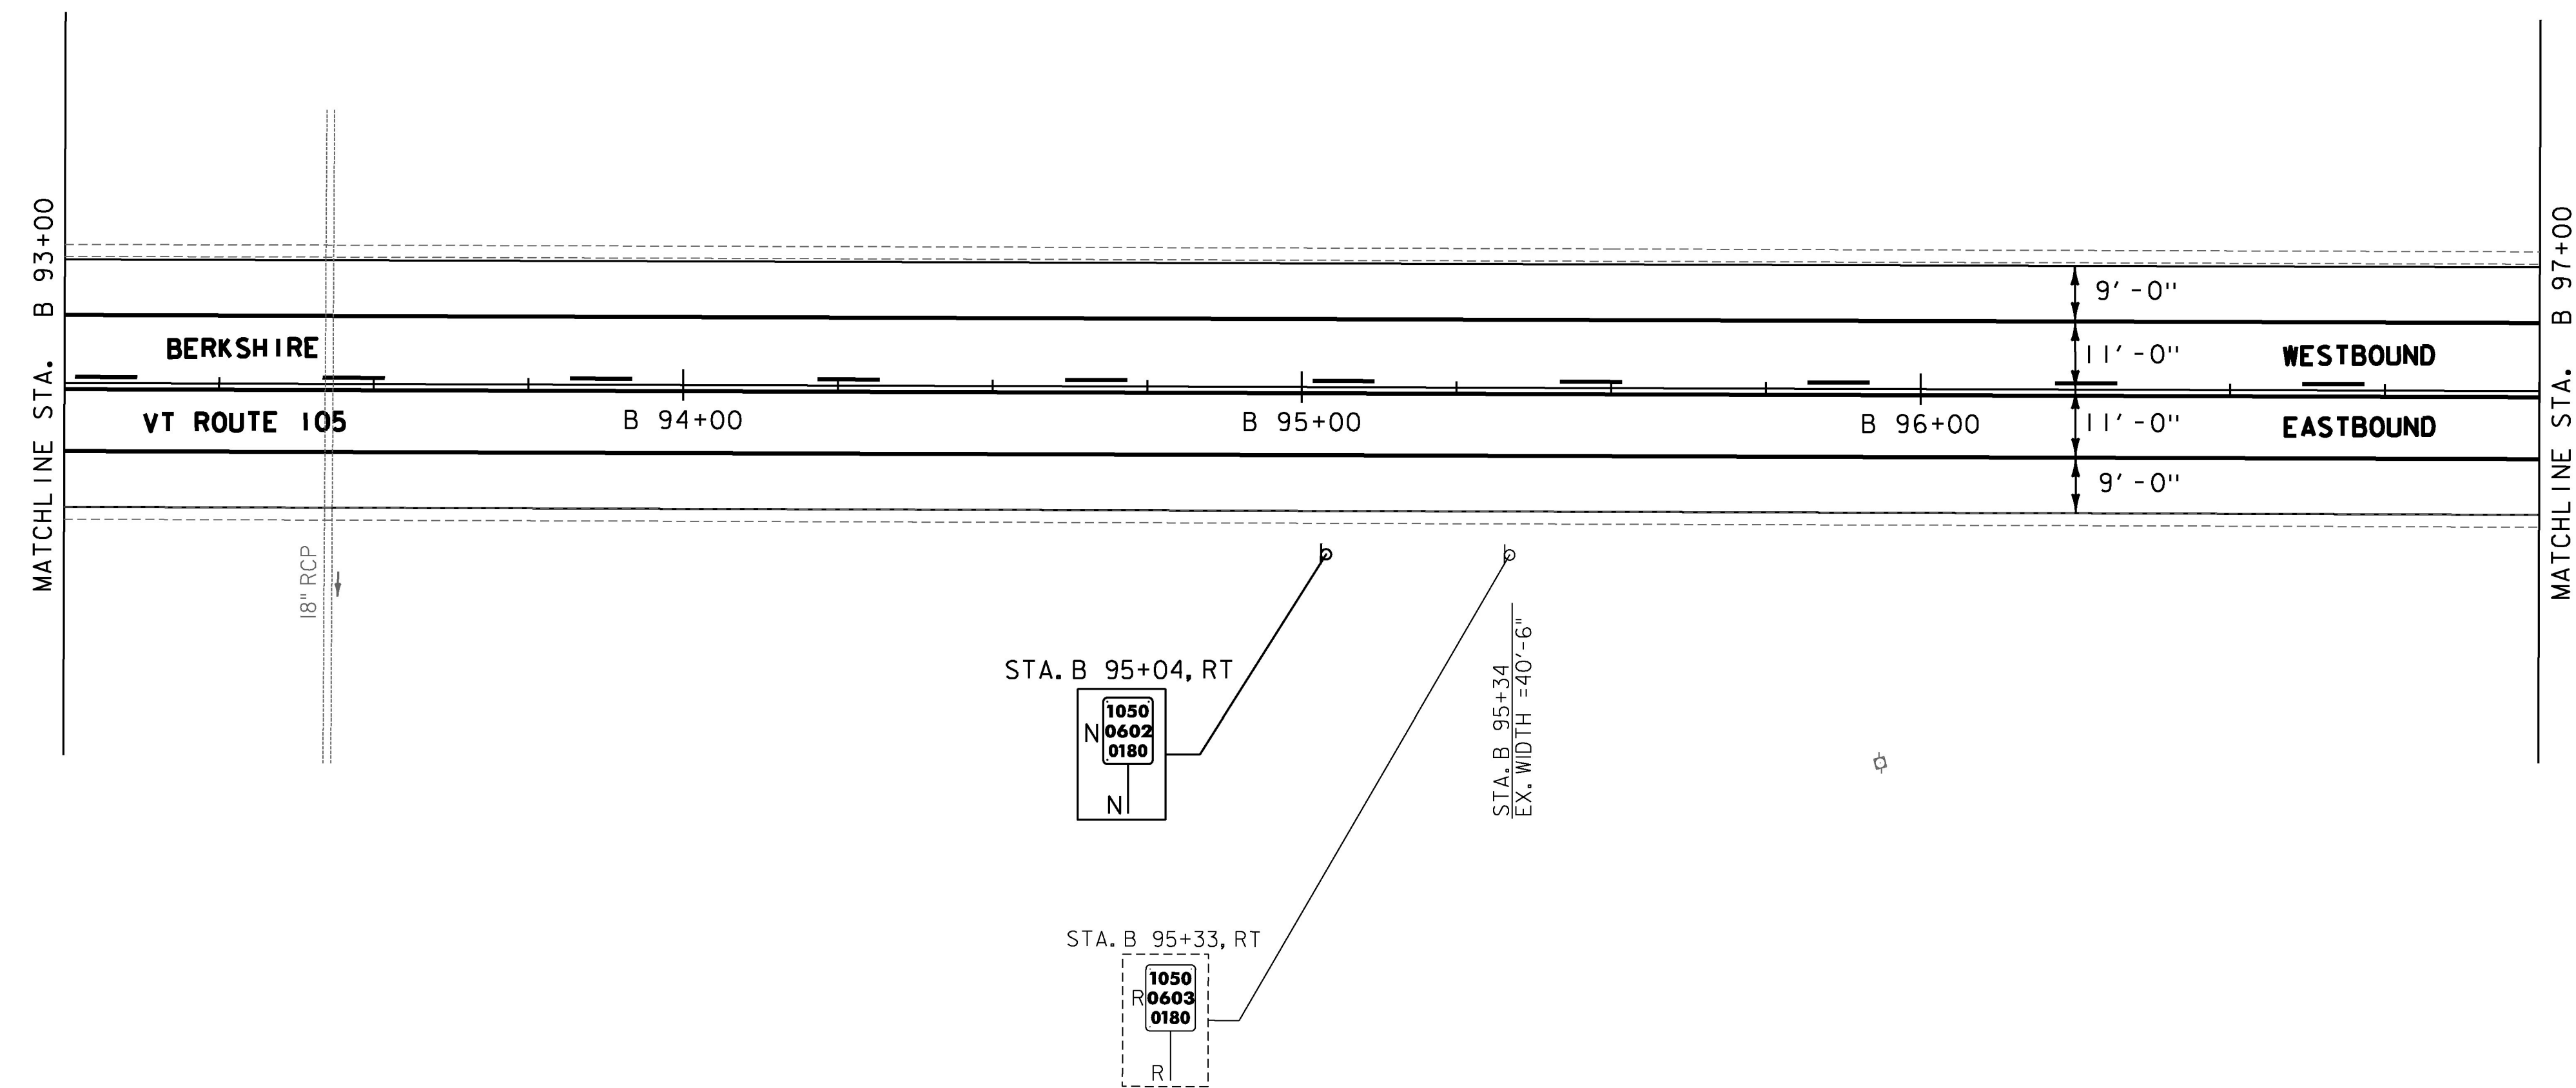 MATCHLINE STA. B 93+00
9'-0"
BERKSHIRE
11'-0"
WESTBOUND
VT ROUTE 105
B 94+00
B 95+00
B 96+00
11'-0"
EASTBOUND
9'-0"
MATCHLINE STA. B 97+00
18" RCP
STA. B 95+04, RT
1050
N 0602
0180
N
STA. B 95+34
EX. WIDTH =40'-6"
STA. B 95+33, RT
1050
R 0603
0180
R